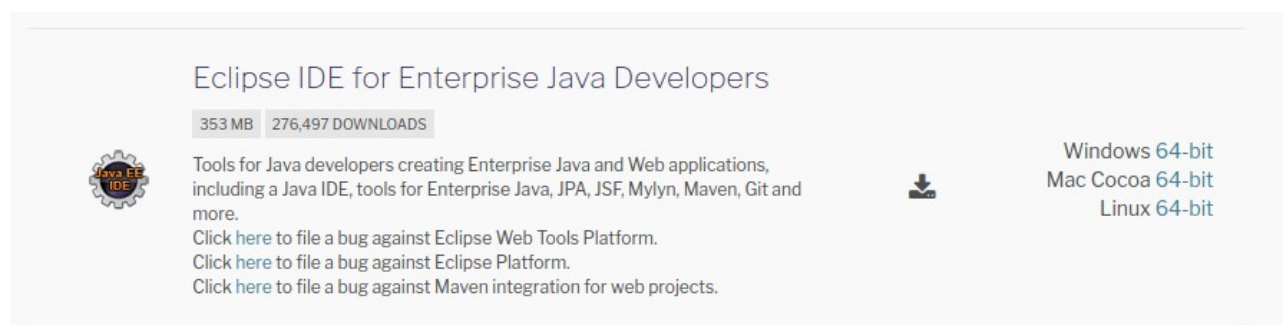 Eclipse IDE for Enterprise Java Developers
353 MB 276,497 DOWNLOADS
Java EE
IDE
Tools for Java developers creating Enterprise Java and Web applications,
including a Java IDE, tools for Enterprise Java, JPA, JSF, Mylyn, Maven, Git and
more.
Click here to file a bug against Eclipse Web Tools Platform.
Click here to file a bug against Eclipse Platform.
Click here to file a bug against Maven integration for web projects.
Windows 64-bit
Mac Cocoa 64-bit
Linux 64-bit